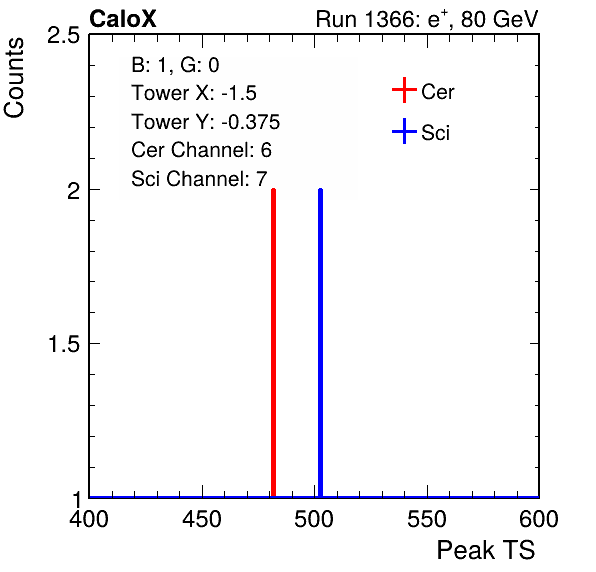 CaloX Run 1366: e⁺, 80 GeV
Counts
2.5
2
1.5
1
B: 1, G: 0
Tower X: -1.5
Tower Y: -0.375
Cer Channel: 6
Sci Channel: 7
Cer
Sci
400 450 500 550 600
Peak TS